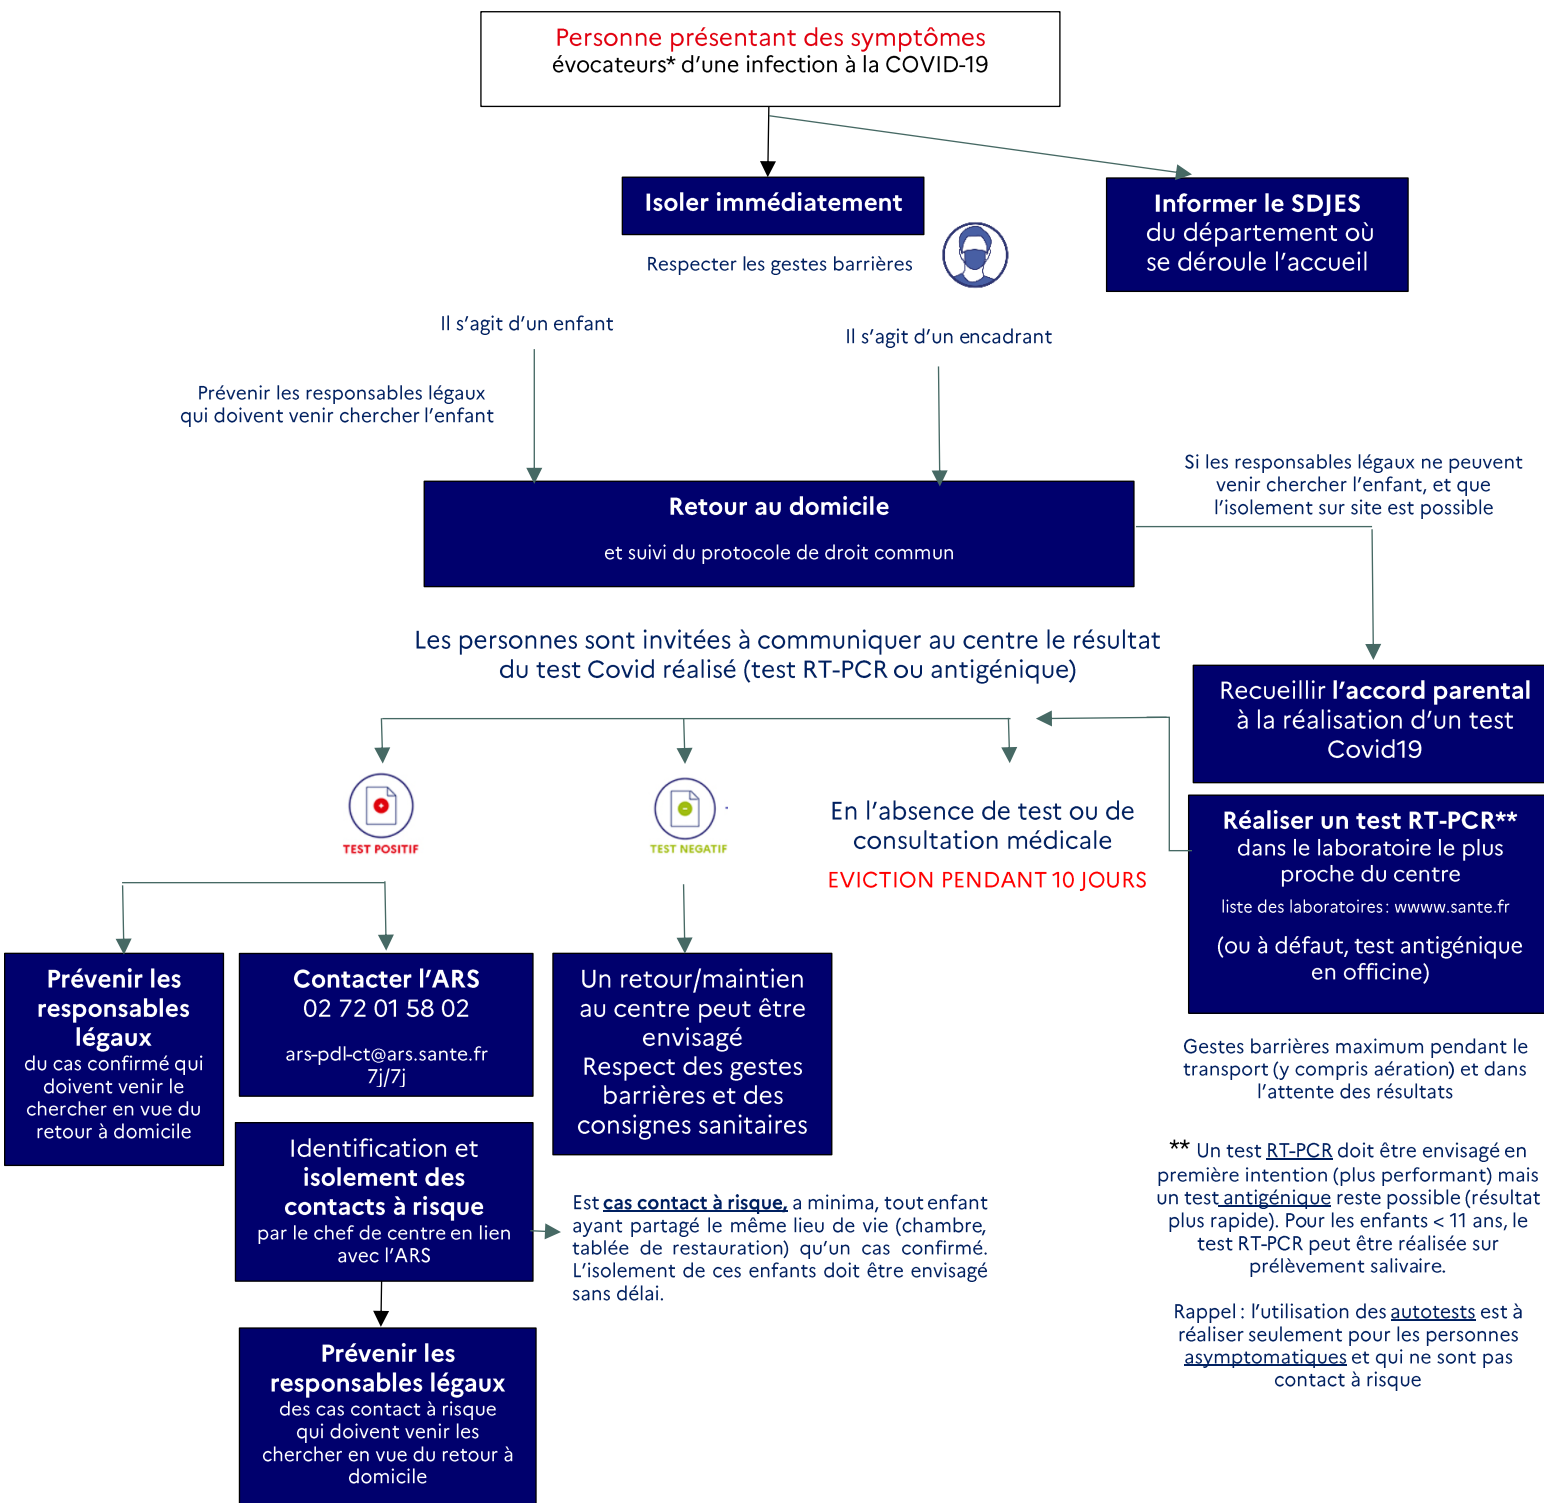 Personne présentant des symptômes
évocateurs* d'une infection à la COVID-19
Isoler immédiatement
Informer le SDJES
du département où
se déroule l'accueil
Respecter les gestes barrières
Il s'agit d'un enfant
Il s'agit d'un encadrant
Prévenir les responsables légaux
qui doivent venir chercher l'enfant
Si les responsables légaux ne peuvent
venir chercher l'enfant, et que
l'isolement sur site est possible
Retour au domicile
et suivi du protocole de droit commun
Les personnes sont invitées à communiquer au centre le résultat
du test Covid réalisé (test RT-PCR ou antigénique)
Recueillir l'accord parental
à la réalisation d'un test
Covid19
TEST POSITIF
TEST NEGATIF
En l'absence de test ou de
consultation médicale
EVICTION PENDANT 10 JOURS
Réaliser un test RT-PCR**
dans le laboratoire le plus
proche du centre
liste des laboratoires : wwww.sante.fr
(ou à défaut, test antigénique
en officine)
Prévenir les
responsables
légaux
du cas confirmé qui
doivent venir le
chercher en vue du
retour à domicile
Contacter l'ARS
02 72 01 58 02
ars-pdl-ct@ars.sante.fr
7j/7j
Un retour/maintien
au centre peut être
envisagé
Respect des gestes
barrières et des
consignes sanitaires
Gestes barrières maximum pendant le
transport (y compris aération) et dans
l'attente des résultats
Identification et
isolement des
contacts à risque
par le chef de centre en lien
avec l'ARS
Est cas contact à risque, a minima, tout enfant
ayant partagé le même lieu de vie (chambre,
tablée de restauration) qu'un cas confirmé.
L'isolement de ces enfants doit être envisagé
sans délai.
** Un test RT-PCR doit être envisagé en
première intention (plus performant) mais
un test antigénique reste possible (résultat
plus rapide). Pour les enfants < 11 ans, le
test RT-PCR peut être réalisée sur
prélèvement salivaire.
Rappel : l'utilisation des autotests est à
réaliser seulement pour les personnes
asymptomatiques et qui ne sont pas
contact à risque
Prévenir les
responsables légaux
des cas contact à risque
qui doivent venir les
chercher en vue du retour à
domicile